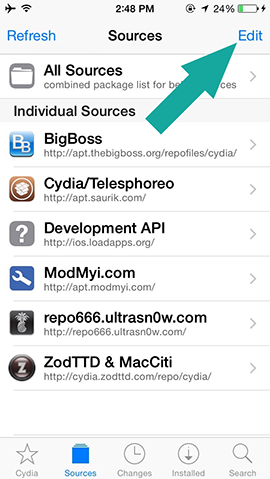 2:48 PM 24%
Refresh Sources Edit
All Sources
combined package list for be sources
Individual Sources
BB
BigBoss
http://apt.thebigboss.org/repofiles/cydia/
Cydia/Telesphoreo
http://apt.saurik.com/
?
Development API
http://ios.loadapps.org/
ModMyi.com
http://apt.modmyi.com/
repo666.ultrasn0w.com
http://repo666.ultrasn0w.com/
Z
ZodTTD & MacCiti
http://cydia.zodttd.com/repo/cydia/
Cydia Sources Changes Installed Search